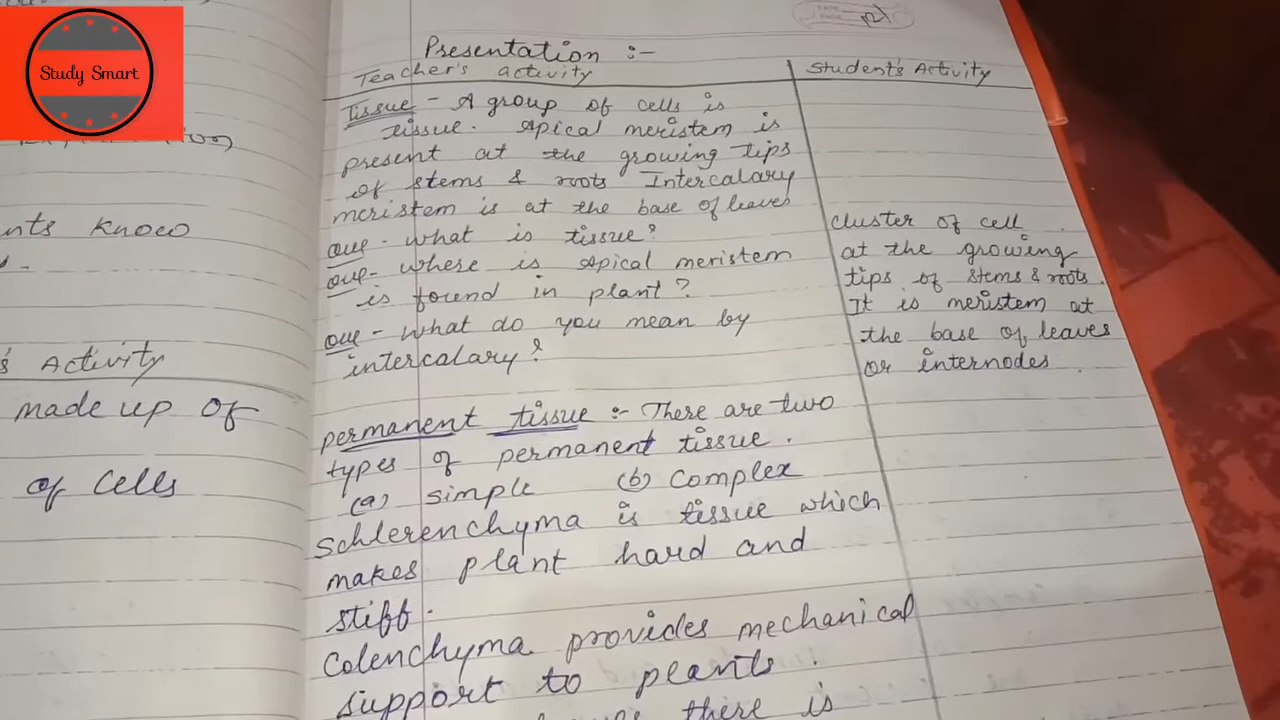 Study Smart
nts know
's Activity
made up of
of cells
DATE
PAGE
Presentation :-
Teacher's activity
Tissue - A group of cells is
tissue. Apical meristem is
present at the growing tips
of stems & roots Intercalary
meristem is at the base of leaves
Que - What is tissue?
Que - where is Apical meristem
is found in plant?
Que - What do you mean by
intercalary?
permanent tissue :- There are two
types of permanent tissue.
(a) simple (b) Complex
Schlerenchyma is tissue which
makes plant hard and
stiff.
Colenchyma provides mechanical
support to plants.
there is
Student's Activity
cluster of cell
at the growing
tips of stems & roots.
It is meristem at
the base of leaves
or internodes.